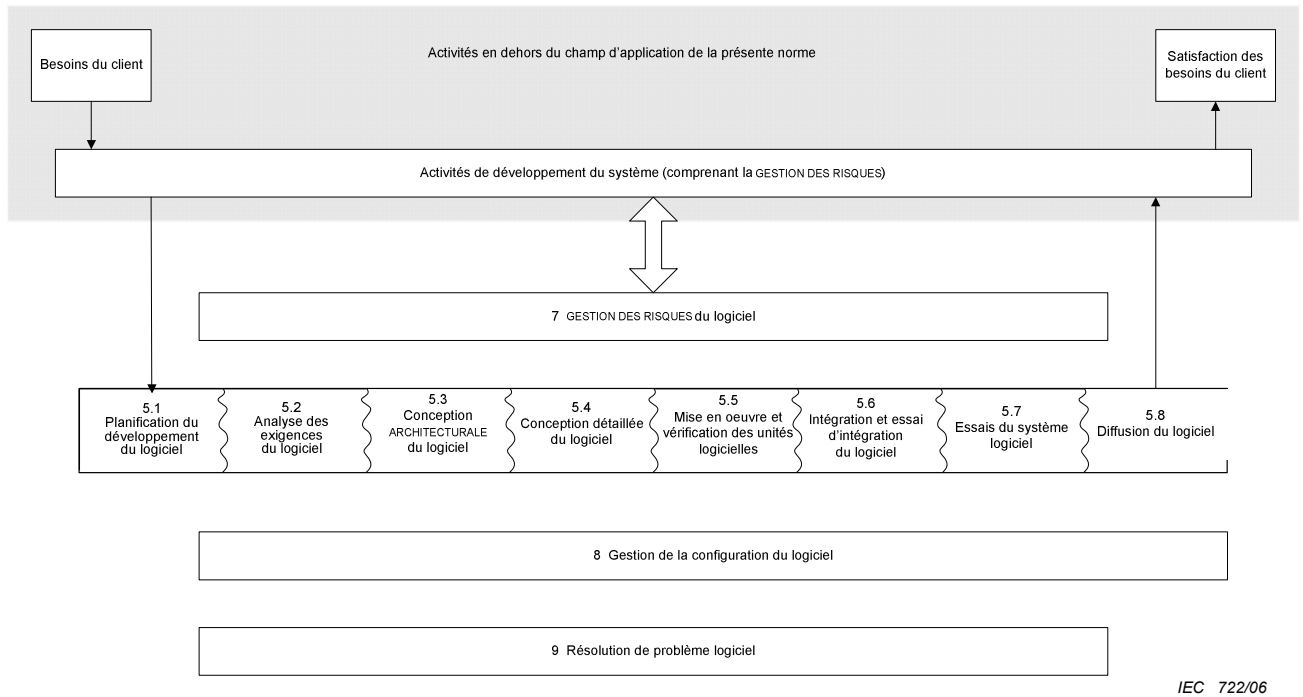 Besoins du client
Activités en dehors du champ d'application de la présente norme
Satisfaction des
besoins du client
Activités de développement du système (comprenant la GESTION DES RISQUES)
7 GESTION DES RISQUES du logiciel
5.1
Planification du
développement
du logiciel
5.2
Analyse des
exigences
du logiciel
5.3
Conception
ARCHITECTURALE
du logiciel
5.4
Conception détaillée
du logiciel
5.5
Mise en oeuvre et
vérification des unités
logicielles
5.6
Intégration et essai
d'intégration
du logiciel
5.7
Essais du système
logiciel
5.8
Diffusion du logiciel
8 Gestion de la configuration du logiciel
9 Résolution de problème logiciel
IEC 722/06